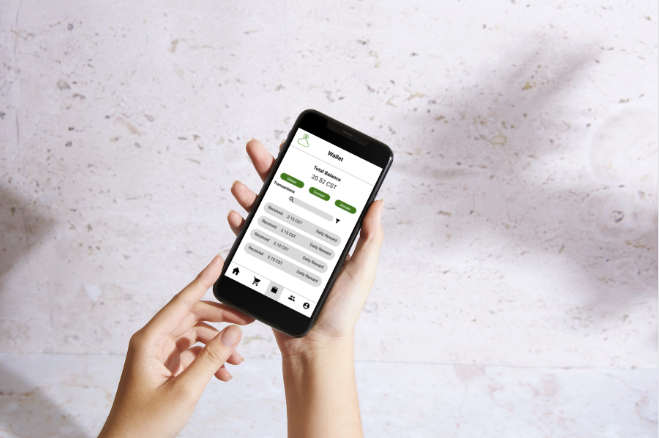 Wallet
Total Balance
20.52 CST
Transactions
Received 2.15 CST Daily Reward
Received 2.15 CST Daily Reward
Received 2.15 CST Daily Reward
Received 2.15 CST Daily Reward